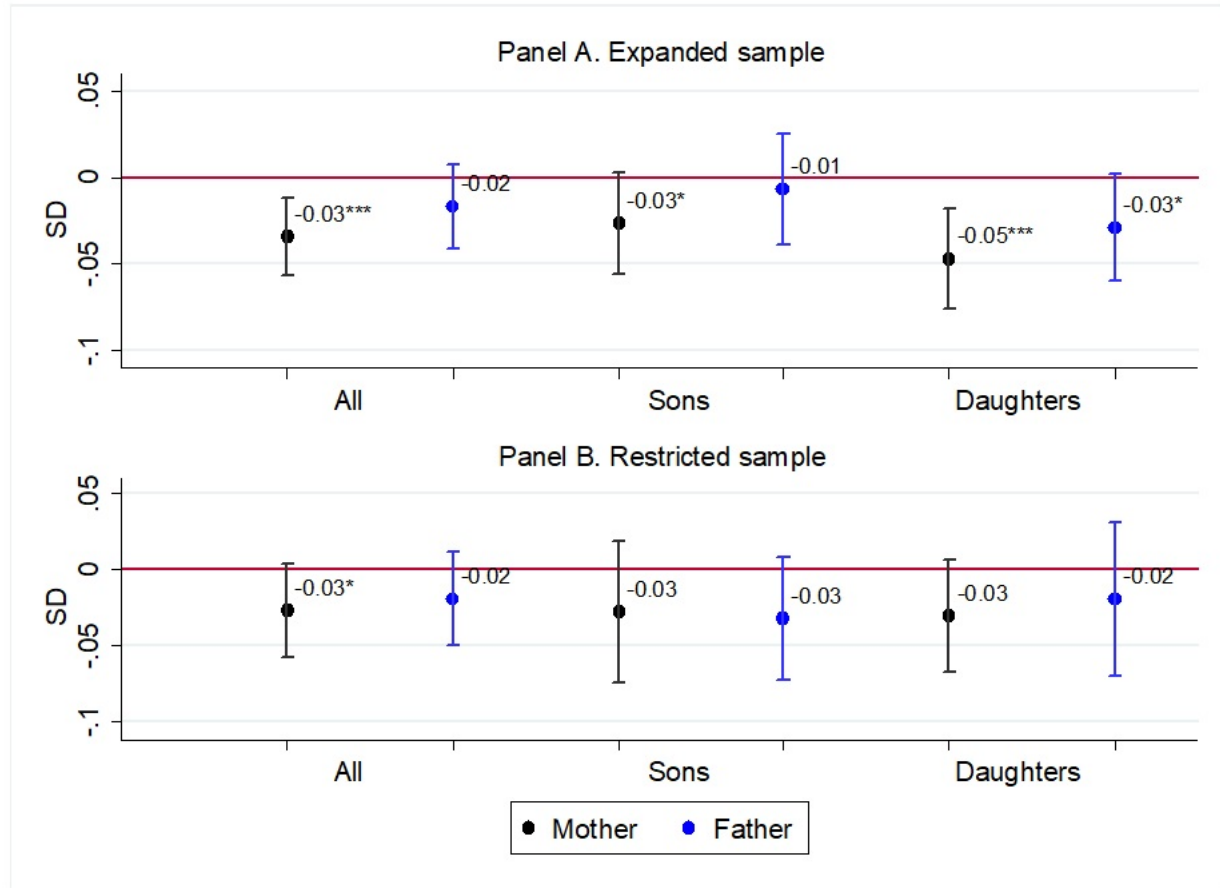 Panel A. Expanded sample
.05
0
-.05
-.1
SD
-0.03***
-0.02
-0.03*
-0.01
-0.05***
-0.03*
All
Sons
Daughters
Panel B. Restricted sample
.05
0
-.05
-.1
SD
-0.03*
-0.02
-0.03
-0.03
-0.03
-0.02
All
Sons
Daughters
Mother
Father